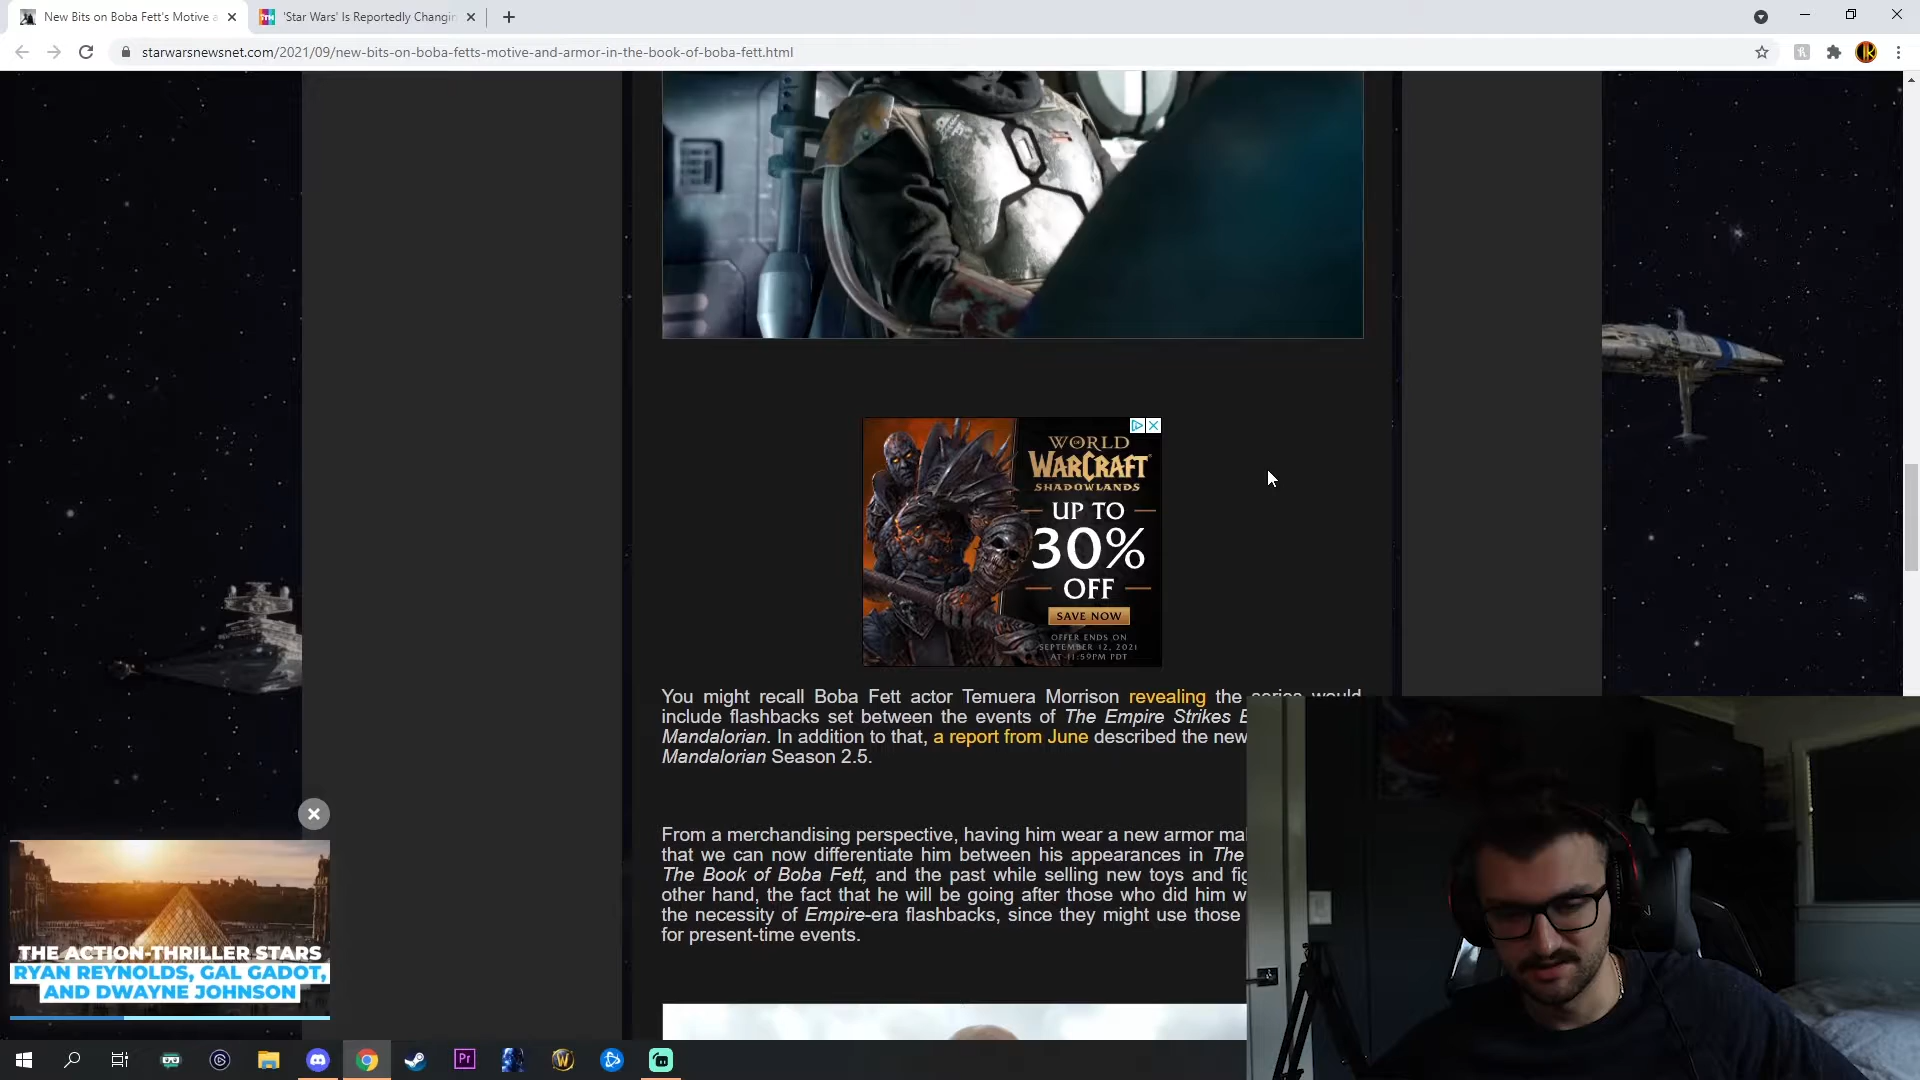 New Bits on Boba Fett's Motive a
'Star Wars' Is Reportedly Changin
starwarsnewsnet.com/2021/09/new-bits-on-boba-fetts-motive-and-armor-in-the-book-of-boba-fett.html
WORLD
OF
WARCRAFT
SHADOWLANDS
UP TO
30%
OFF
SAVE NOW
OFFER ENDS ON
SEPTEMBER 12, 2021
AT 11:59PM PDT
You might recall Boba Fett actor Temuera Morrison revealing the series would
include flashbacks set between the events of The Empire Strikes
Mandalorian. In addition to that, a report from June described the new
Mandalorian Season 2.5.
From a merchandising perspective, having him wear a new armor
that we can now differentiate him between his appearances in The
The Book of Boba Fett, and the past while selling new toys and
other hand, the fact that he will be going after those who did him
the necessity of Empire-era flashbacks, since they might use those
for present-time events.
THE ACTION-THRILLER STARS
RYAN REYNOLDS, GAL GADOT,
AND DWAYNE JOHNSON
Pr